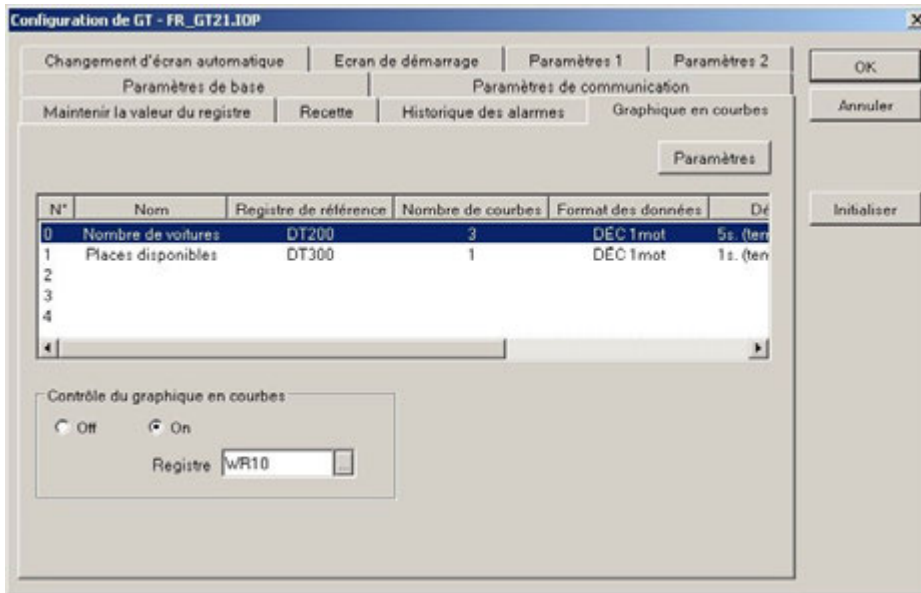 Configuration de GT - FR_GT21.IOP
Changement d'écran automatique Ecran de démarrage Paramètres 1 Paramètres 2
Paramètres de base Paramètres de communication
Maintenir la valeur du registre Recette Historique des alarmes Graphique en courbes
OK
Annuler
Initialiser
Paramètres
N° Nom Registre de référence Nombre de courbes Format des données Dé
0 Nombre de voitures DT200 3 DÉC 1mot 5s. (ten
1 Places disponibles DT300 1 DÉC 1mot 1s. (ten
2
3
4
Contrôle du graphique en courbes
Off On
Registre WR10 ...